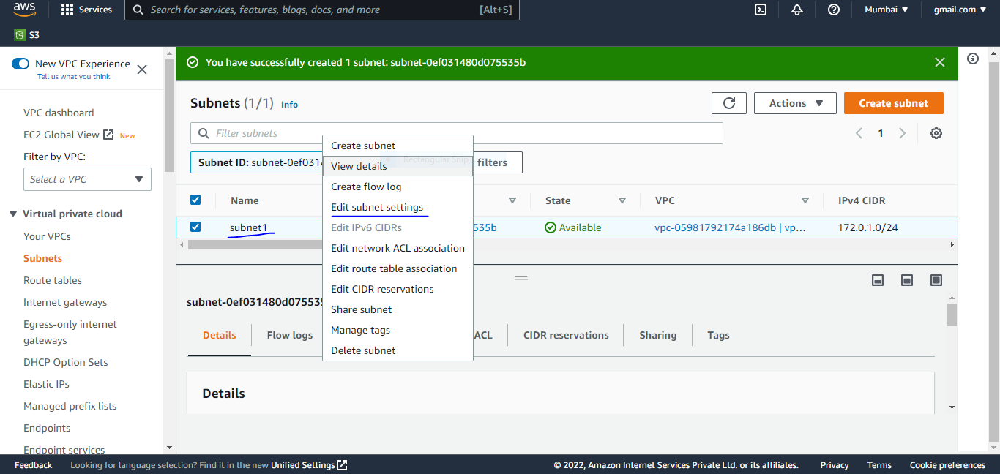 aws
Services
Search for services, features, blogs, docs, and more
[Alt+S]
Mumbai
gmail.com
S3
New VPC Experience
Tell us what you think
VPC dashboard
EC2 Global View
New
Filter by VPC:
Select a VPC
Virtual private cloud
Your VPCs
Subnets
Route tables
Internet gateways
Egress-only internet
gateways
DHCP Option Sets
Elastic IPs
Managed prefix lists
Endpoints
Endpoint services
You have successfully created 1 subnet: subnet-0ef031480d075535b
Subnets (1/1) Info
Actions
Create subnet
Filter subnets
1
Subnet ID: subnet-0ef031
filters
Rectangular Snip
Name
State
VPC
IPv4 CIDR
subnet1
535b
Available
vpc-05981792174a186db | vp...
172.0.1.0/24
Create subnet
View details
Create flow log
Edit subnet settings
Edit IPv6 CIDRs
Edit network ACL association
Edit route table association
Edit CIDR reservations
Share subnet
Manage tags
Delete subnet
subnet-0ef031480d07553
Details
Flow logs
ACL
CIDR reservations
Sharing
Tags
Details
Feedback
Looking for language selection? Find it in the new Unified Settings
© 2022, Amazon Internet Services Private Ltd. or its affiliates.
Privacy
Terms
Cookie preferences